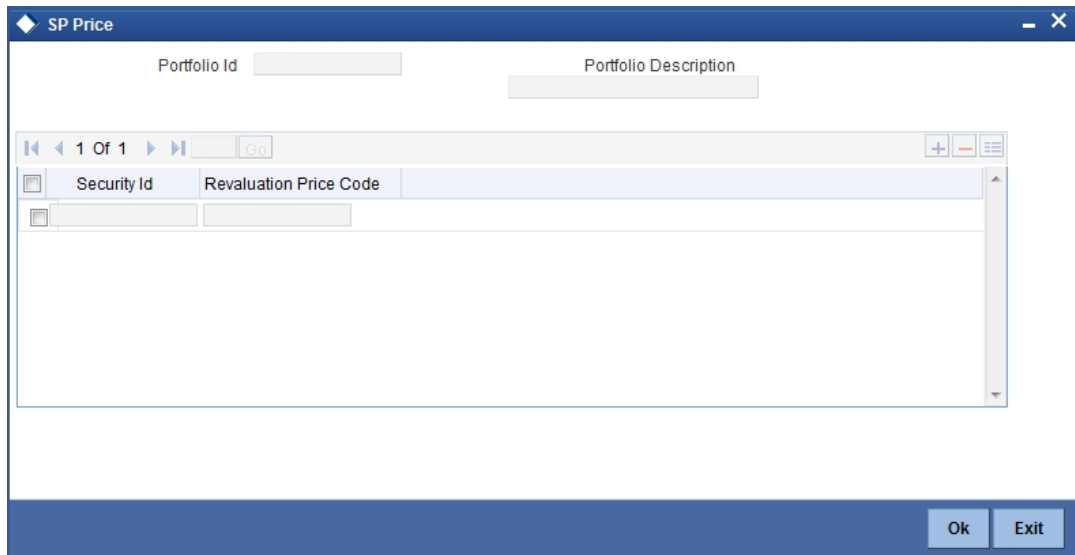 SP Price
Portfolio Id
Portfolio Description
1 Of 1
Go
Security Id
Revaluation Price Code
Ok
Exit